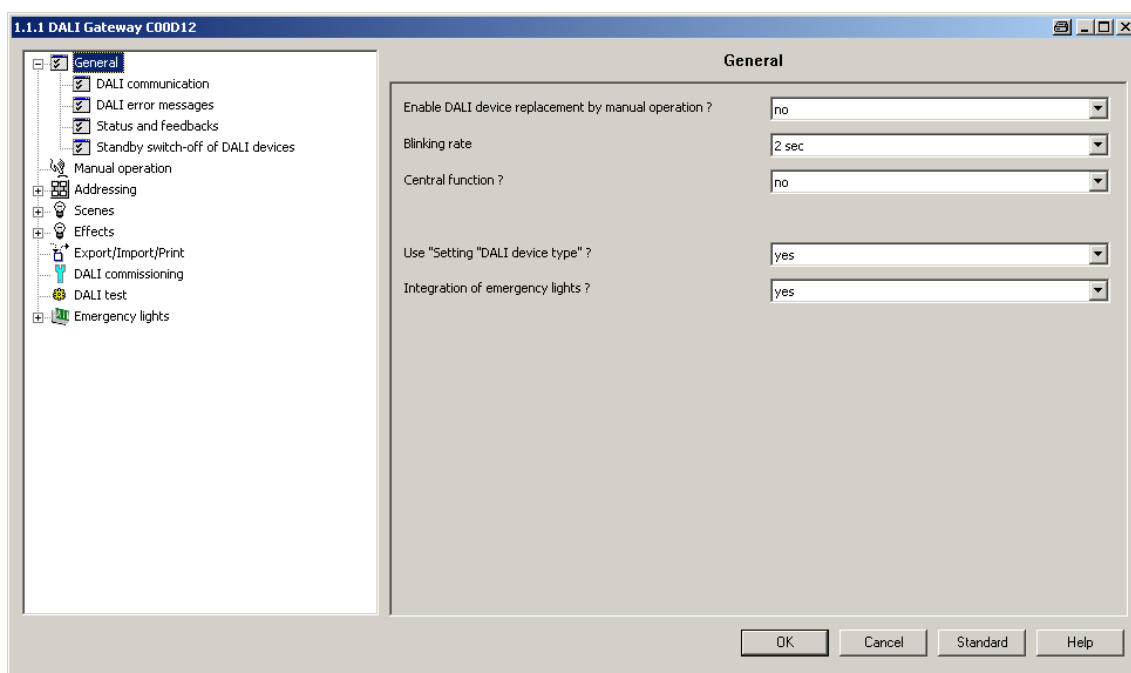 1.1.1 DALI Gateway C00D12
General
DALI communication
DALI error messages
Status and feedbacks
Standby switch-off of DALI devices
Manual operation
Addressing
Scenes
Effects
Export/Import/Print
DALI commissioning
DALI test
Emergency lights
General
Enable DALI device replacement by manual operation ? no
Blinking rate 2 sec
Central function ? no
Use "Setting "DALI device type" ? yes
Integration of emergency lights ? yes
OK Cancel Standard Help